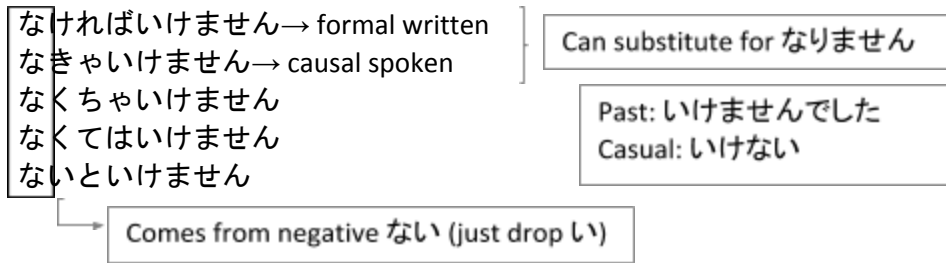 なければいけません→ formal written
なきゃいけません→ causal spoken
なくちゃいけません
なくてはいけません
ないといけません
Can substitute for なりません
Past: いけませんでした
Casual: いけない
Comes from negative ない (just drop い)